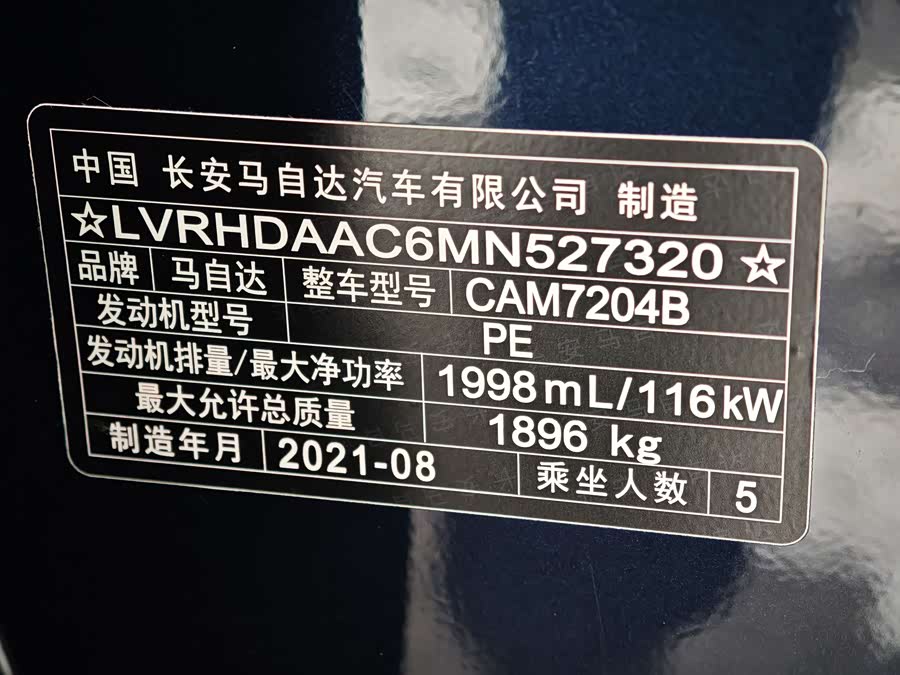 中国 长安马自达汽车有限公司 制造
☆LVRHDAAC6MN527320☆
品牌 马自达 整车型号 CAM7204B
发动机型号 PE
发动机排量/最大净功率 1998mL/116kW
最大允许总质量 1896 kg
制造年月 2021-08 乘坐人数 5